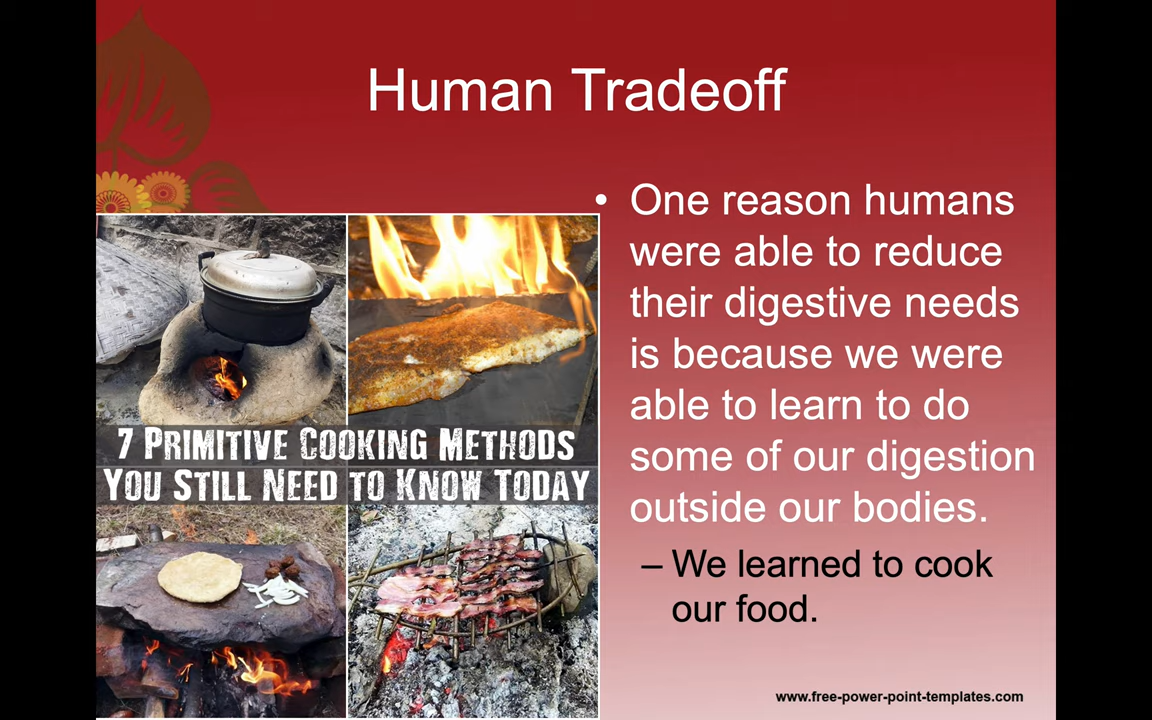 Human Tradeoff
• One reason humans
were able to reduce
their digestive needs
is because we were
able to learn to do
some of our digestion
outside our bodies.
– We learned to cook
our food.
7 Primitive Cooking Methods
You Still Need to Know Today
www.free-power-point-templates.com